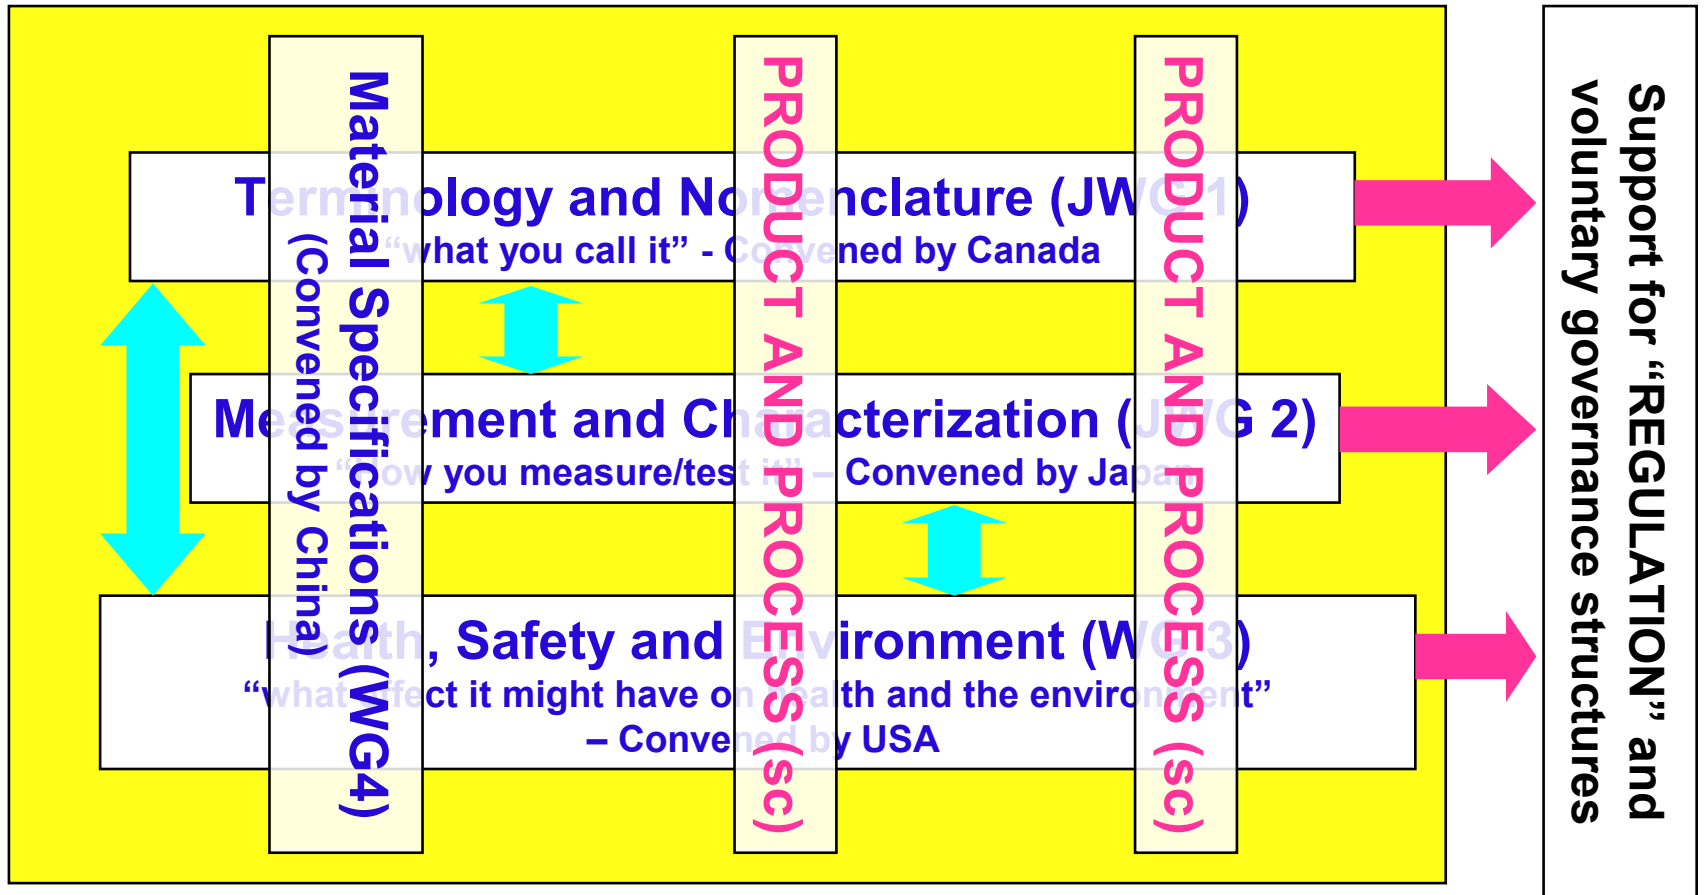 Material Specifications (WG4)
(Convened by China)
PRODUCT AND PROCESS (sc)
PRODUCT AND PROCESS (sc)
Terminology and Nomenclature (JWG 1)
“what you call it” - Convened by Canada
Measurement and Characterization (JWG 2)
“How you measure/test it” – Convened by Japan
Health, Safety and Environment (WG 3)
“what effect it might have on health and the environment”
– Convened by USA
Support for “REGULATION” and
voluntary governance structures